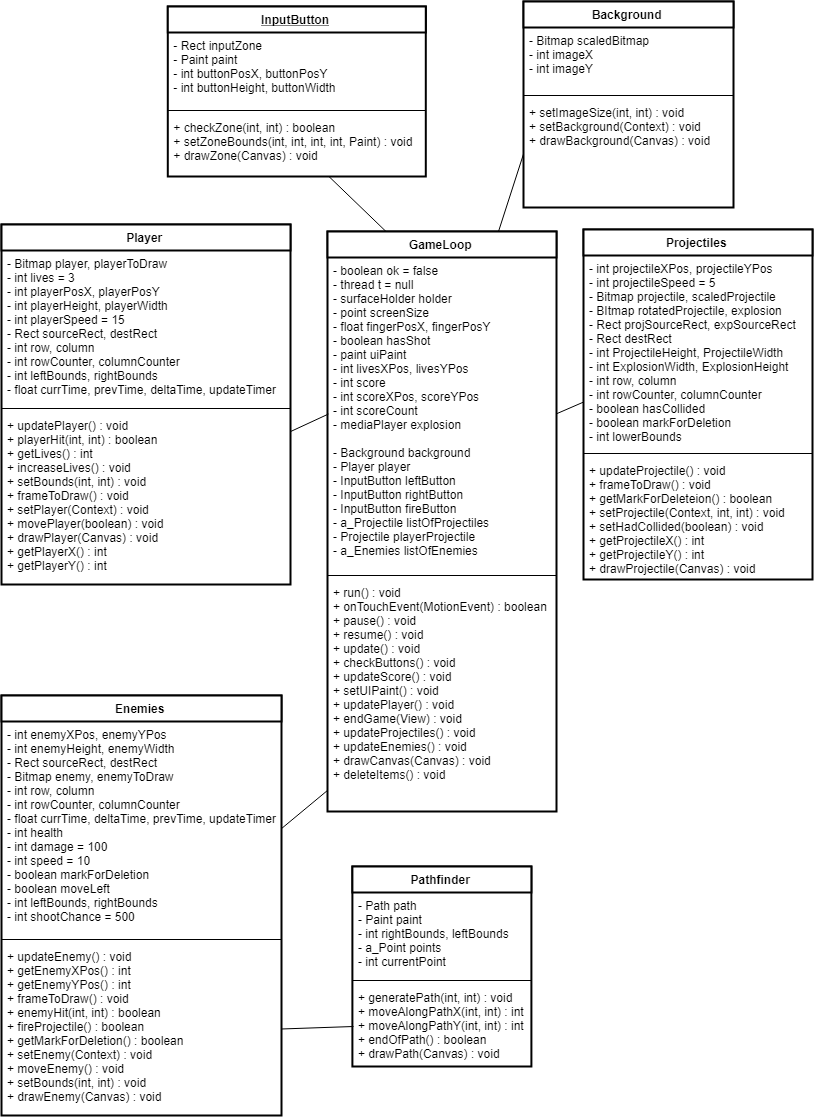 InputButton
- Rect inputZone
- Paint paint
- int buttonPosX, buttonPosY
- int buttonHeight, buttonWidth
+ checkZone(int, int) : boolean
+ setZoneBounds(int, int, int, int, Paint) : void
+ drawZone(Canvas) : void
Background
- Bitmap scaledBitmap
- int imageX
- int imageY
+ setImageSize(int, int) : void
+ setBackground(Context) : void
+ drawBackground(Canvas) : void
Player
- Bitmap player, playerToDraw
- int lives = 3
- int playerPosX, playerPosY
- int playerHeight, playerWidth
- int playerSpeed = 15
- Rect sourceRect, destRect
- int row, column
- int rowCounter, columnCounter
- int leftBounds, rightBounds
- float currTime, prevTime, deltaTime, updateTimer
+ updatePlayer() : void
+ playerHit(int, int) : boolean
+ getLives() : int
+ increaseLives() : void
+ setBounds(int, int) : void
+ frameToDraw() : void
+ setPlayer(Context) : void
+ movePlayer(boolean) : void
+ drawPlayer(Canvas) : void
+ getPlayerX() : int
+ getPlayerY() : int
GameLoop
- boolean ok = false
- thread t = null
- surfaceHolder holder
- point screenSize
- float fingerPosX, fingerPosY
- boolean hasShot
- paint uiPaint
- int livesXPos, livesYPos
- int score
- int scoreXPos, scoreYPos
- int scoreCount
- mediaPlayer explosion
- Background background
- Player player
- InputButton leftButton
- InputButton rightButton
- InputButton fireButton
- a_Projectile listOfProjectiles
- Projectile playerProjectile
- a_Enemies listOfEnemies
+ run() : void
+ onTouchEvent(MotionEvent) : boolean
+ pause() : void
+ resume() : void
+ update() : void
+ checkButtons() : void
+ updateScore() : void
+ setUIPaint() : void
+ updatePlayer() : void
+ endGame(View) : void
+ updateProjectiles() : void
+ updateEnemies() : void
+ drawCanvas(Canvas) : void
+ deleteItems() : void
Projectiles
- int projectileXPos, projectileYPos
- int projectileSpeed = 5
- Bitmap projectile, scaledProjectile
- BItmap rotatedProjectile, explosion
- Rect projSourceRect, expSourceRect
- Rect destRect
- int ProjectileHeight, ProjectileWidth
- int ExplosionWidth, ExplosionHeight
- int row, column
- int rowCounter, columnCounter
- boolean hasCollided
- boolean markForDeletion
- int lowerBounds
+ updateProjectile() : void
+ frameToDraw() : void
+ getMarkForDeleteion() : boolean
+ setProjectile(Context, int, int) : void
+ setHadCollided(boolean) : void
+ getProjectileX() : int
+ getProjectileY() : int
+ drawProjectile(Canvas) : void
Enemies
- int enemyXPos, enemyYPos
- int enemyHeight, enemyWidth
- Rect sourceRect, destRect
- Bitmap enemy, enemyToDraw
- int row, column
- int rowCounter, columnCounter
- float currTime, deltaTime, prevTime, updateTimer
- int health
- int damage = 100
- int speed = 10
- boolean markForDeletion
- boolean moveLeft
- int leftBounds, rightBounds
- int shootChance = 500
+ updateEnemy() : void
+ getEnemyXPos() : int
+ getEnemyYPos() : int
+ frameToDraw() : void
+ enemyHit(int, int) : boolean
+ fireProjectile() : boolean
+ getMarkForDeletion() : boolean
+ setEnemy(Context) : void
+ moveEnemy() : void
+ setBounds(int, int) : void
+ drawEnemy(Canvas) : void
Pathfinder
- Path path
- Paint paint
- int rightBounds, leftBounds
- a_Point points
- int currentPoint
+ generatePath(int, int) : void
+ moveAlongPathX(int, int) : int
+ moveAlongPathY(int, int) : int
+ endOfPath() : boolean
+ drawPath(Canvas) : void